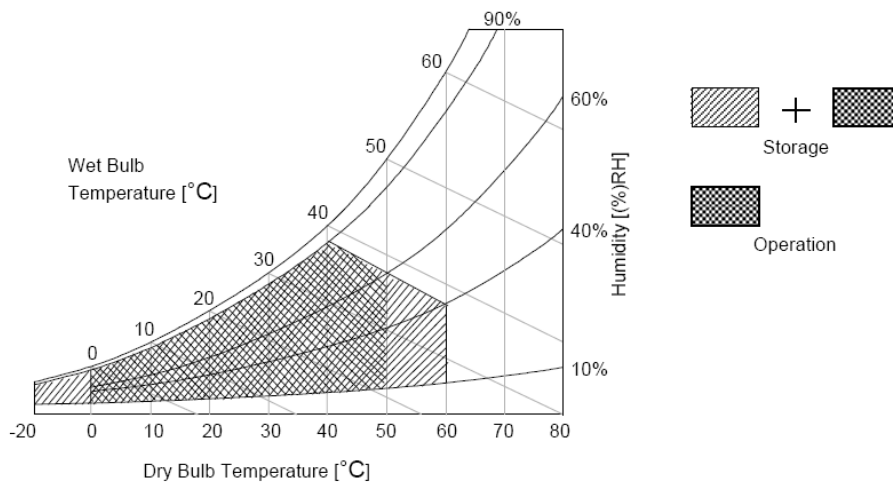 90%
60
60%
50
Wet Bulb
Temperature [°C]
40
30
20
10
0
40%
10%
Humidity [(%)RH]
-20 0 10 20 30 40 50 60 70 80
Dry Bulb Temperature [°C]
+
Storage
Operation